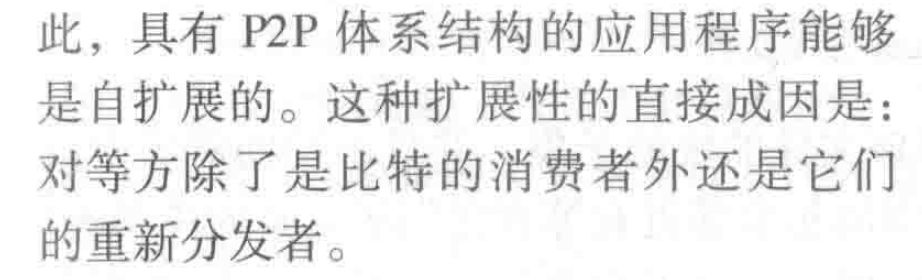 此，具有 P2P 体系结构的应用程序能够
是自扩展的。这种扩展性的直接成因是：
对等方除了是比特的消费者外还是它们
的重新分发者。